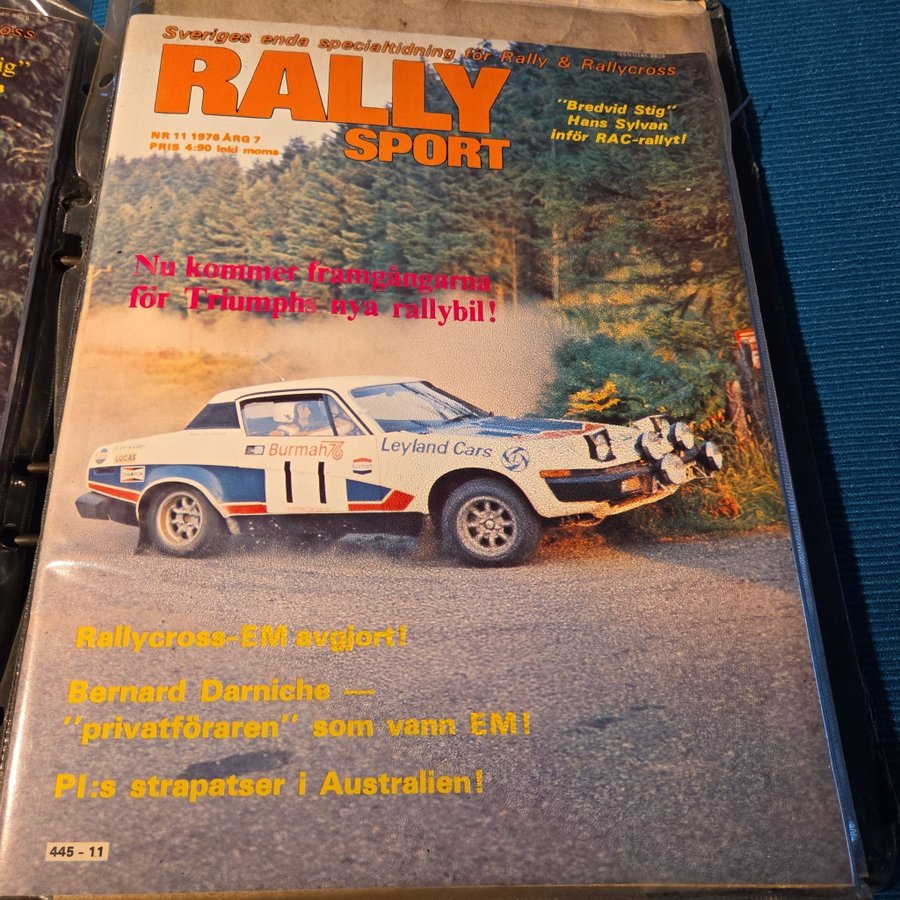 Sveriges enda specialtidning för Rally & Rallycross
RALLY
SPORT
NR 11 1976 ÅRG 7
PRIS 4:90 inkl moms
"Bredvid Stig"
Hans Sylvan
inför RAC-rallyt!
Nu kommer framgångarna
för Triumphs nya rallybil!
LUCAS
Burmah 76
Leyland Cars
11
Rallycross-EM avgjort!
Bernard Darniche —
"privatföraren" som vann EM!
PI:s strapatser i Australien!
445 - 11